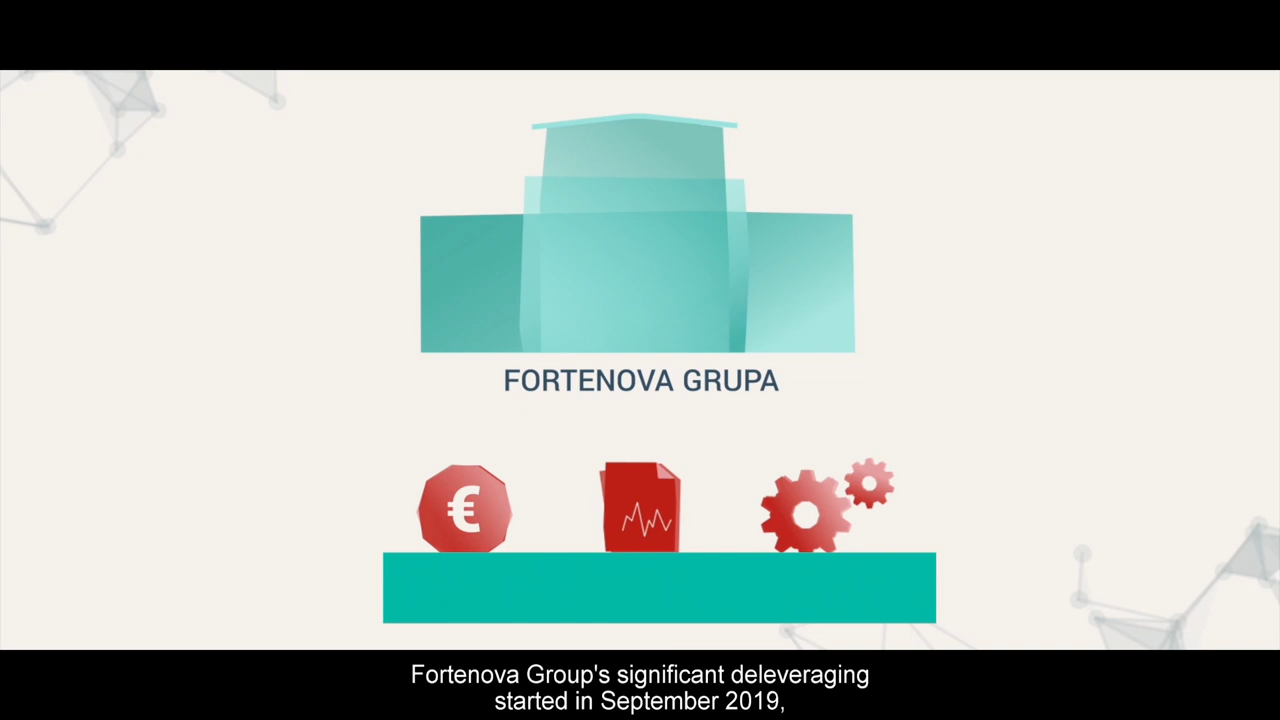 FORTENOVA GRUPA
€
Fortenova Group's significant deleveraging
started in September 2019,